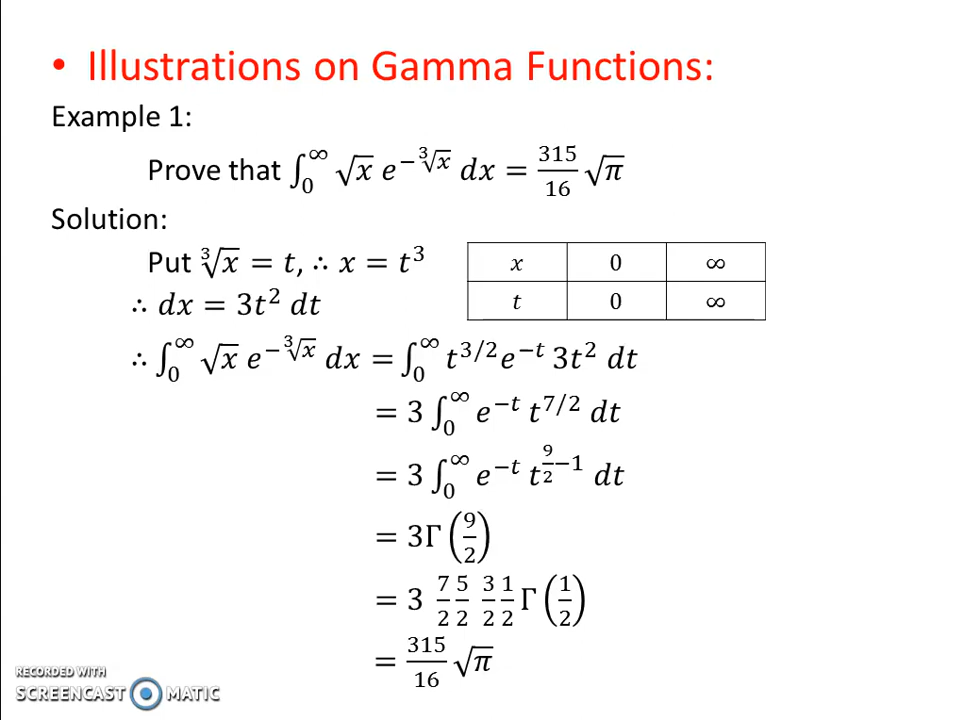 • Illustrations on Gamma Functions:
Example 1:
Prove that ∫₀^∞ √x e^(−∛x) dx = 315/16 √π
Solution:
Put ∛x = t, ∴ x = t³
x 0 ∞
∴ dx = 3t² dt
t 0 ∞
∴ ∫₀^∞ √x e^(−∛x) dx = ∫₀^∞ t^(3/2) e^(−t) 3t² dt
= 3 ∫₀^∞ e^(−t) t^(7/2) dt
= 3 ∫₀^∞ e^(−t) t^(9/2−1) dt
= 3Γ(9/2)
= 3 7/2 5/2 3/2 1/2 Γ(1/2)
= 315/16 √π
RECORDED WITH
SCREENCAST MATIC